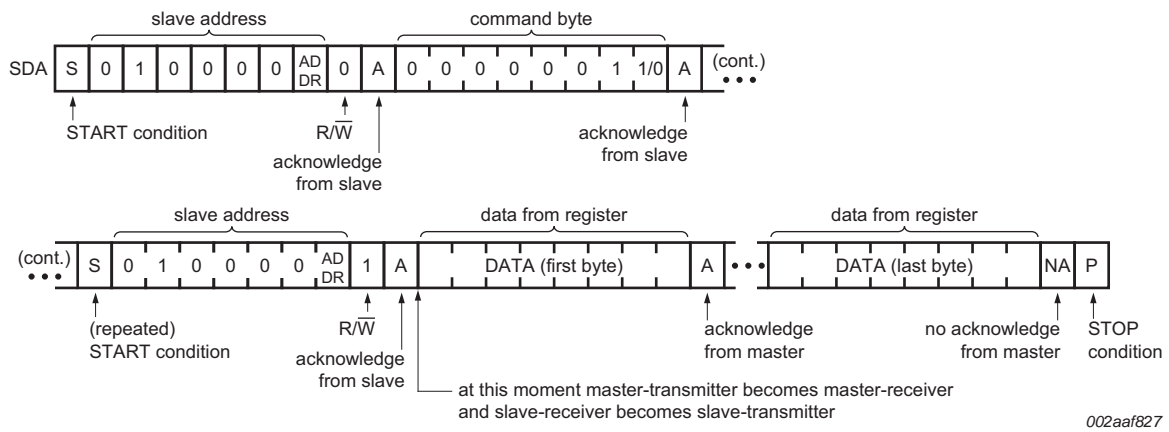 slave address command byte
SDA S 0 1 0 0 0 0 AD DR 0 A 0 0 0 0 0 0 1 1/0 A (cont.)
START condition R/W̅ acknowledge from slave acknowledge from slave
slave address data from register data from register
(cont.) S 0 1 0 0 0 0 AD DR 1 A DATA (first byte) A DATA (last byte) NA P
(repeated) START condition R/W̅ acknowledge from slave acknowledge from master no acknowledge from master STOP condition
at this moment master-transmitter becomes master-receiver
and slave-receiver becomes slave-transmitter
002aaf827